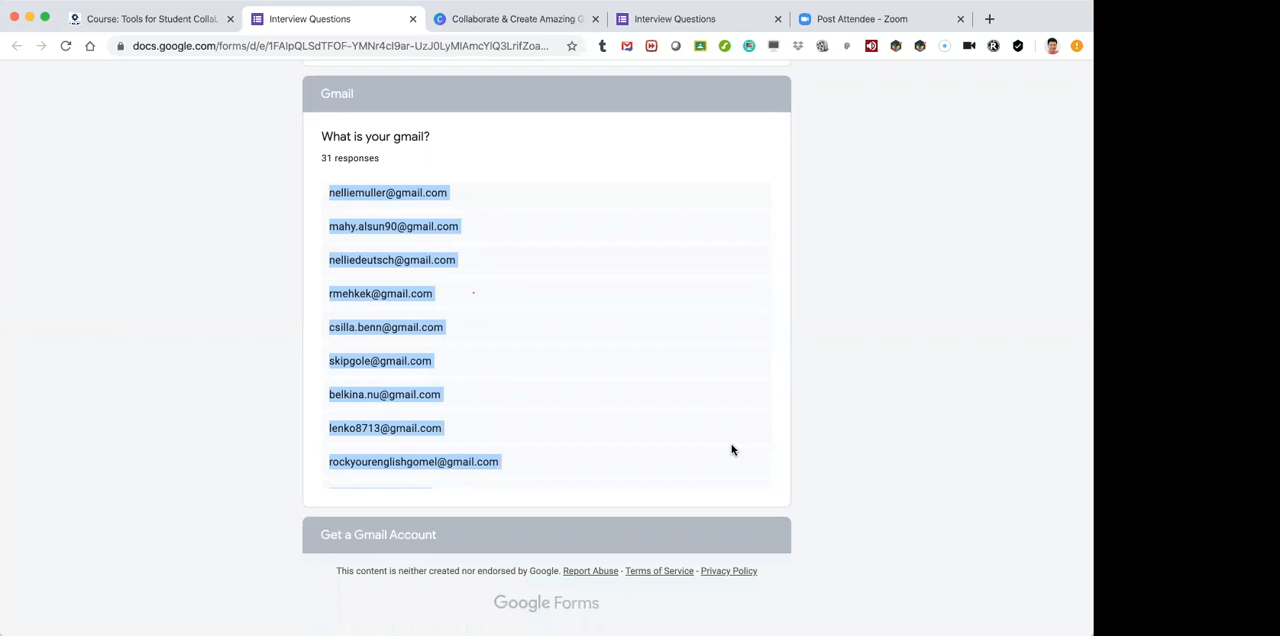 Course: Tools for Student Collab
Interview Questions
Collaborate & Create Amazing G
Interview Questions
Post Attendee - Zoom
docs.google.com/forms/d/e/1FAIpQLSdTFOF-YMNr4cI9ar-UzJ0LyMIAmcYlQ3LrifZoa...
Gmail
What is your gmail?
31 responses
nelliemuller@gmail.com
mahy.alsun90@gmail.com
nelliedeutsch@gmail.com
rmehkek@gmail.com
csilla.benn@gmail.com
skipgole@gmail.com
belkina.nu@gmail.com
lenko8713@gmail.com
rockyourenglishgomel@gmail.com
Get a Gmail Account
This content is neither created nor endorsed by Google. Report Abuse - Terms of Service - Privacy Policy
Google Forms